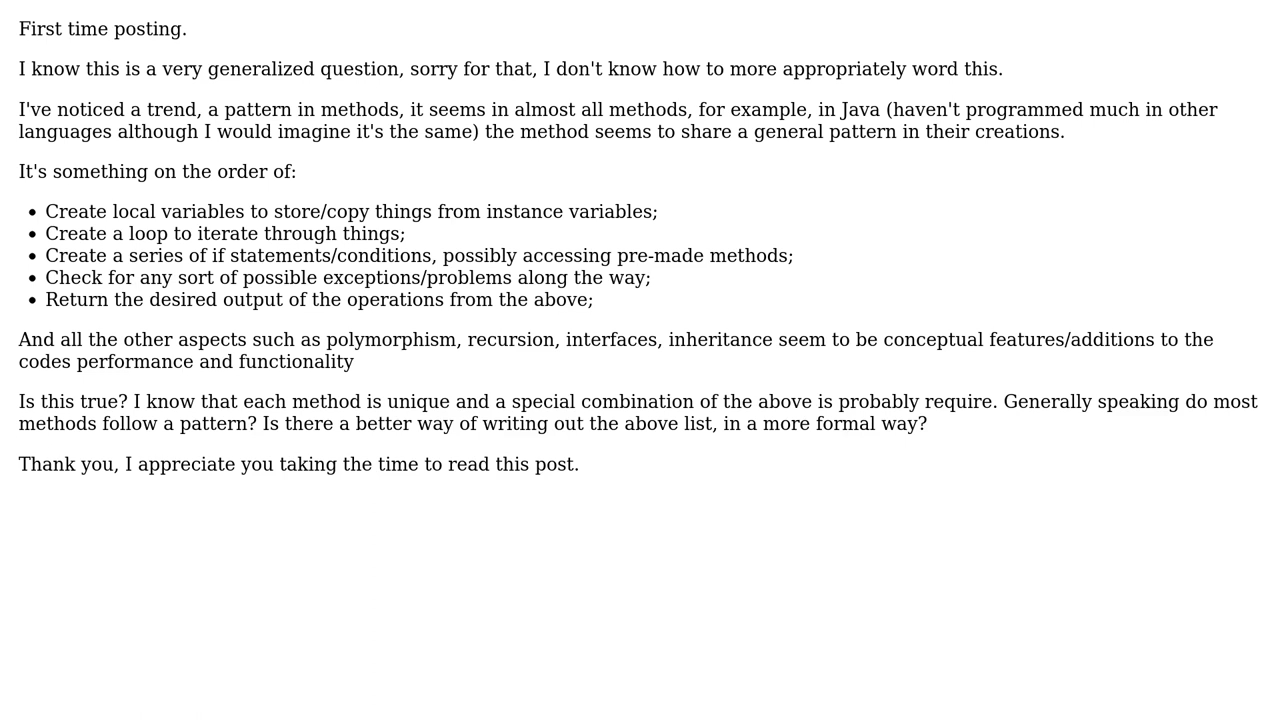 First time posting.
I know this is a very generalized question, sorry for that, I don't know how to more appropriately word this.
I've noticed a trend, a pattern in methods, it seems in almost all methods, for example, in Java (haven't programmed much in other
languages although I would imagine it's the same) the method seems to share a general pattern in their creations.
It's something on the order of:
• Create local variables to store/copy things from instance variables;
• Create a loop to iterate through things;
• Create a series of if statements/conditions, possibly accessing pre-made methods;
• Check for any sort of possible exceptions/problems along the way;
• Return the desired output of the operations from the above;
And all the other aspects such as polymorphism, recursion, interfaces, inheritance seem to be conceptual features/additions to the
codes performance and functionality
Is this true? I know that each method is unique and a special combination of the above is probably require. Generally speaking do most
methods follow a pattern? Is there a better way of writing out the above list, in a more formal way?
Thank you, I appreciate you taking the time to read this post.